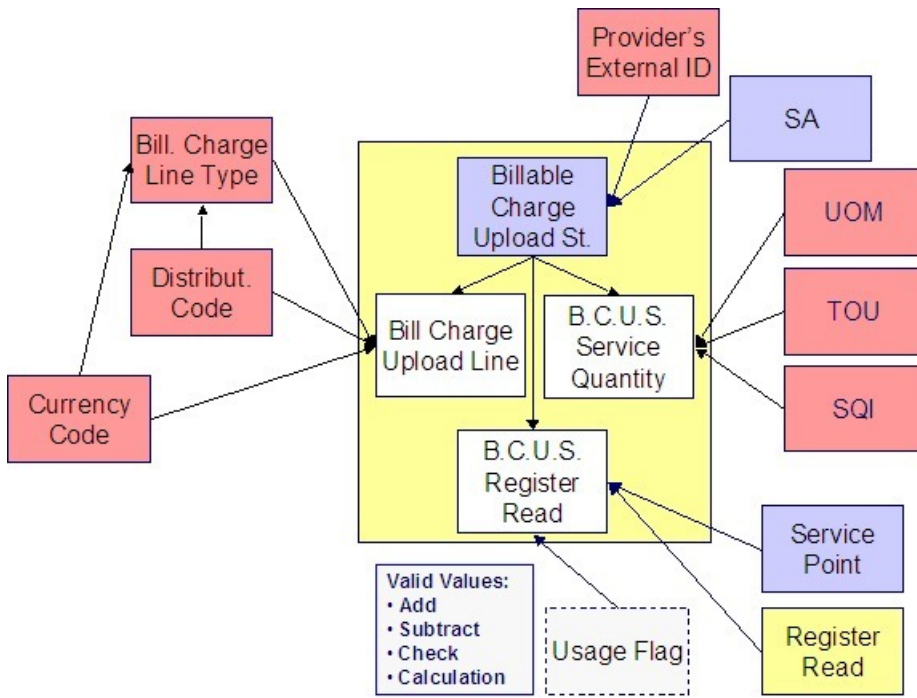 Provider's
External ID
SA
Bill. Charge
Line Type
Billable
Charge
Upload St.
UOM
Distribut.
Code
Bill Charge
Upload Line
B.C.U.S.
Service
Quantity
TOU
Currency
Code
SQI
B.C.U.S.
Register
Read
Service
Point
Valid Values:
• Add
• Subtract
• Check
• Calculation
Usage Flag
Register
Read